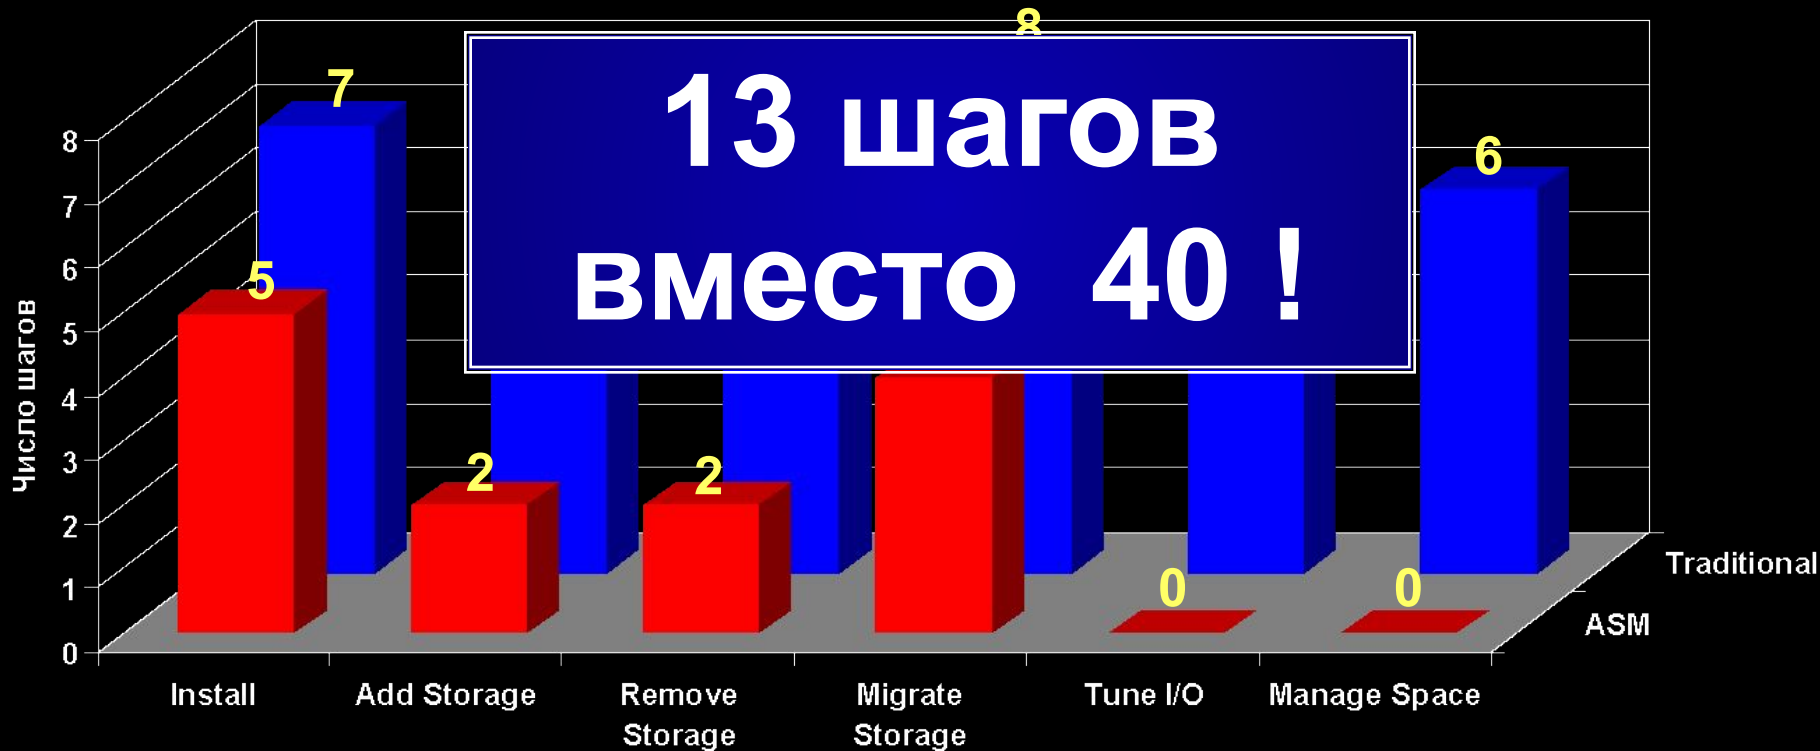 8
7
13 шагов
вместо 40 !
6
5
2
2
0
0
8
7
6
5
4
3
2
1
0
Число шагов
Traditional
ASM
Install
Add Storage
Remove
Storage
Migrate
Storage
Tune I/O
Manage Space